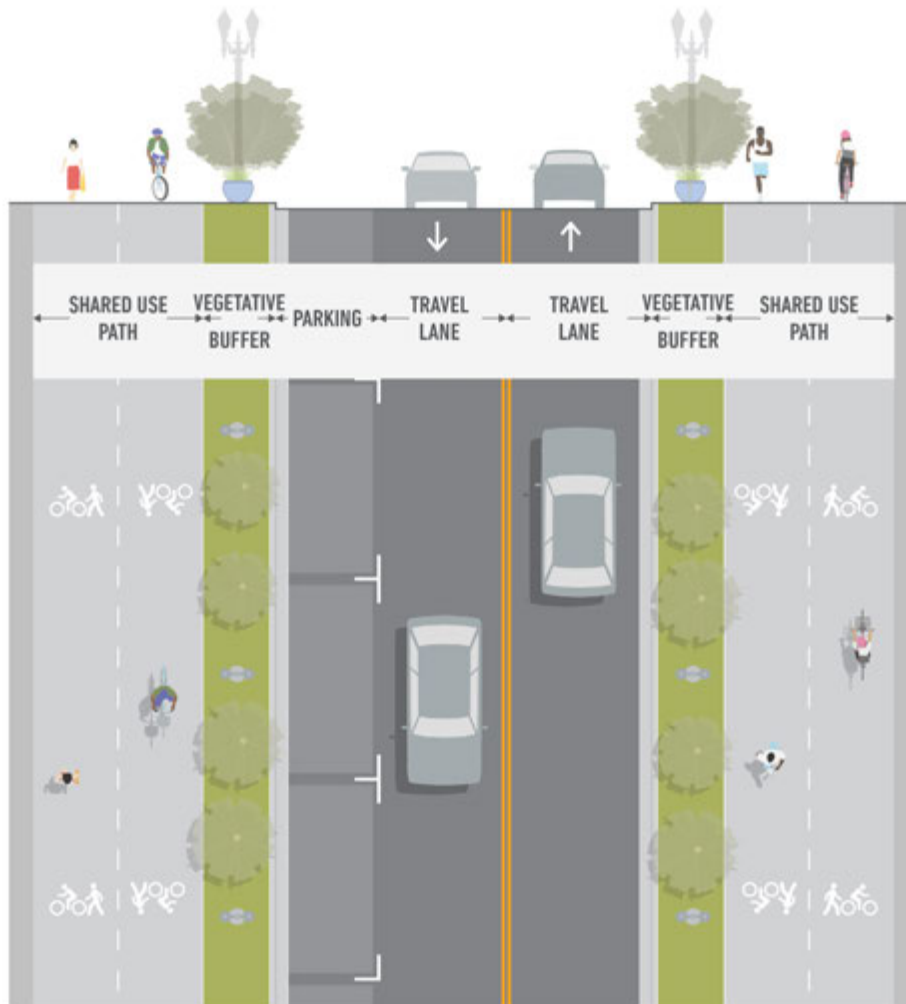 SHARED USE
PATH
VEGETATIVE
BUFFER
PARKING
TRAVEL
LANE
TRAVEL
LANE
VEGETATIVE
BUFFER
SHARED USE
PATH